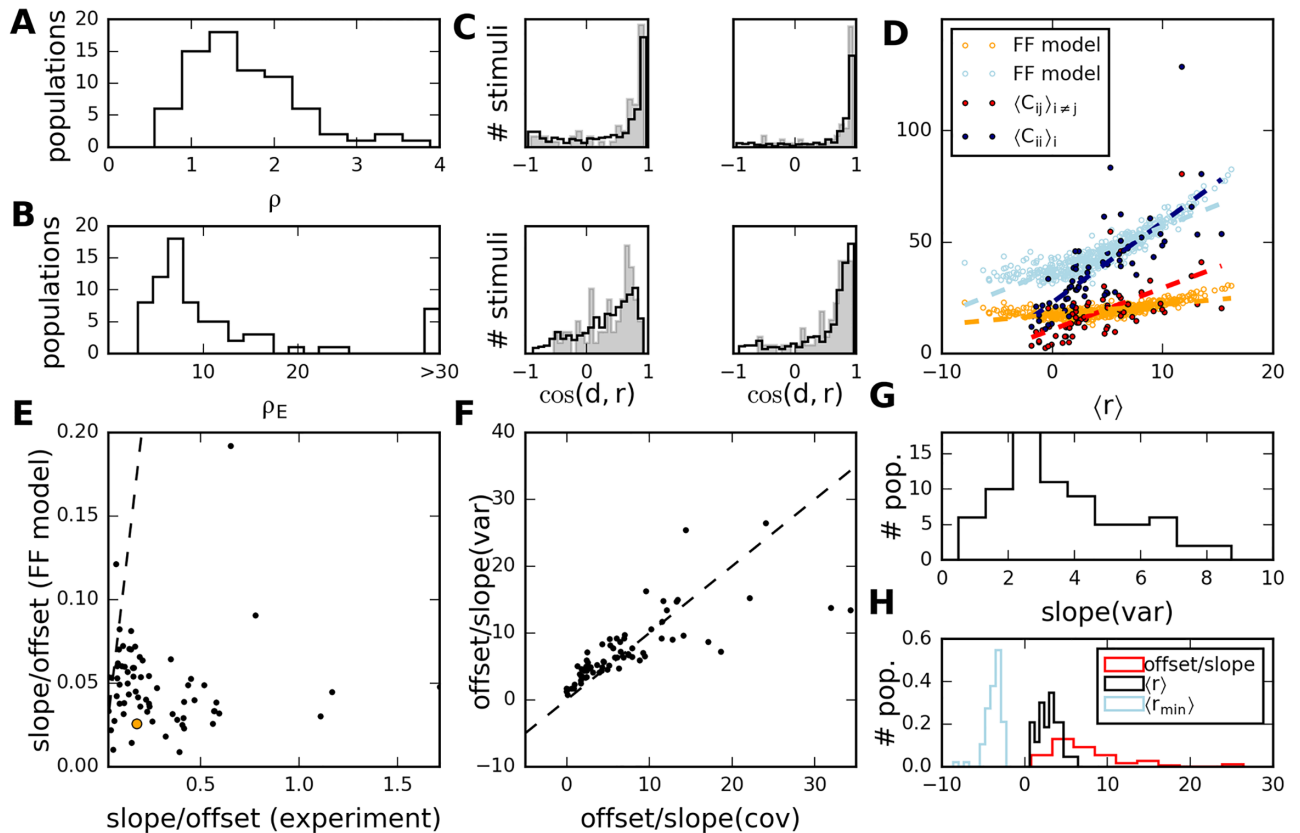 A
populations
20
15
10
5
0
0 1 2 3 4
ρ
B
populations
20
15
10
5
0
10 20 >30
ρE
C
# stimuli
−1 0 1
−1 0 1
# stimuli
−1 0 1
cos(d, r)
−1 0 1
cos(d, r)
D
FF model
FF model
⟨Cij⟩i≠j
⟨Cii⟩i
100
50
0
−10 0 10 20
⟨r⟩
E
slope/offset (FF model)
0.20
0.15
0.10
0.05
0.00
0.5 1.0 1.5
slope/offset (experiment)
F
offset/slope(var)
40
30
20
10
0
−10
0 10 20 30
offset/slope(cov)
G
# pop.
15
10
5
0
0 2 4 6 8 10
slope(var)
H
# pop.
0.6
0.4
0.2
0.0
−10 0 10 20 30
offset/slope
⟨r⟩
⟨rmin⟩